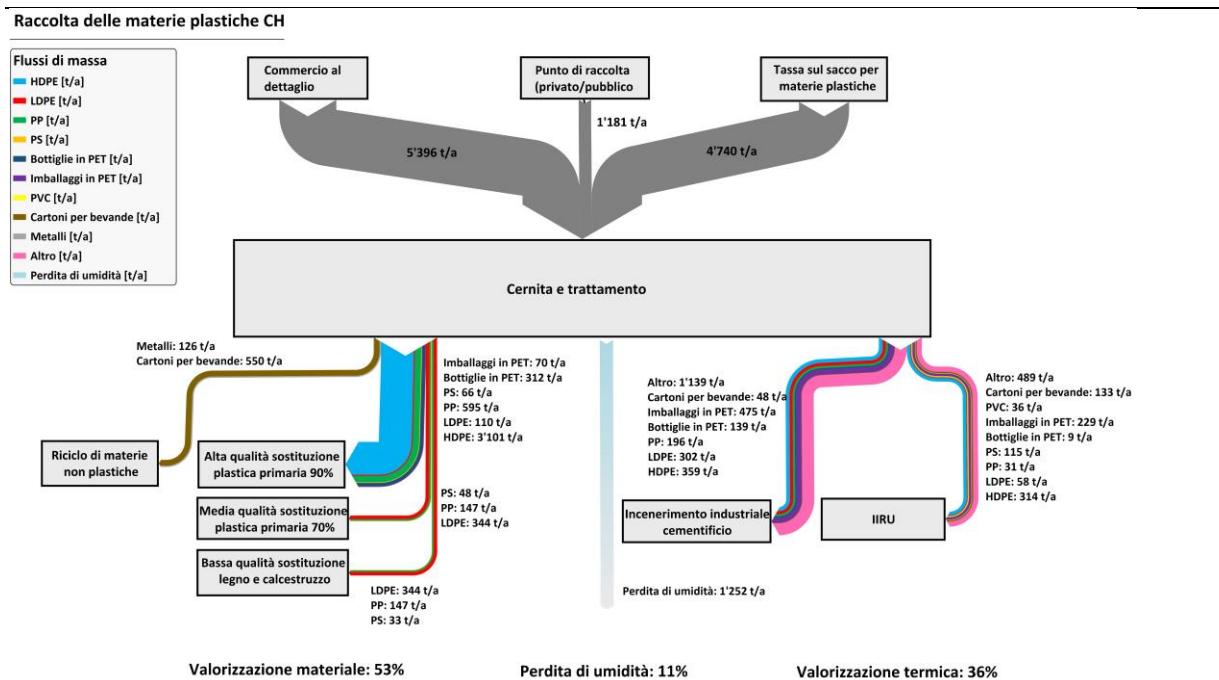 Raccolta delle materie plastiche CH
Flussi di massa
HDPE [t/a]
LDPE [t/a]
PP [t/a]
PS [t/a]
Bottiglie in PET [t/a]
Imballaggi in PET [t/a]
PVC [t/a]
Cartoni per bevande [t/a]
Metalli [t/a]
Altro [t/a]
Perdita di umidità [t/a]
Commercio al
dettaglio
Punto di raccolta
(privato/pubblico
Tassa sul sacco per
materie plastiche
5'396 t/a
1'181 t/a
4'740 t/a
Cernita e trattamento
Metalli: 126 t/a
Cartoni per bevande: 550 t/a
Imballaggi in PET: 70 t/a
Bottiglie in PET: 312 t/a
PS: 66 t/a
PP: 595 t/a
LDPE: 110 t/a
HDPE: 3'101 t/a
Altro: 1'139 t/a
Cartoni per bevande: 48 t/a
Imballaggi in PET: 475 t/a
Bottiglie in PET: 139 t/a
PP: 196 t/a
LDPE: 302 t/a
HDPE: 359 t/a
Altro: 489 t/a
Cartoni per bevande: 133 t/a
PVC: 36 t/a
Imballaggi in PET: 229 t/a
Bottiglie in PET: 9 t/a
PS: 115 t/a
PP: 31 t/a
LDPE: 58 t/a
HDPE: 314 t/a
Riciclo di materie
non plastiche
Alta qualità sostituzione
plastica primaria 90%
PS: 48 t/a
PP: 147 t/a
LDPE: 344 t/a
Media qualità sostituzione
plastica primaria 70%
Bassa qualità sostituzione
legno e calcestruzzo
LDPE: 344 t/a
PP: 147 t/a
PS: 33 t/a
Incenerimento industriale
cementificio
IIRU
Perdita di umidità: 1'252 t/a
Valorizzazione materiale: 53%
Perdita di umidità: 11%
Valorizzazione termica: 36%